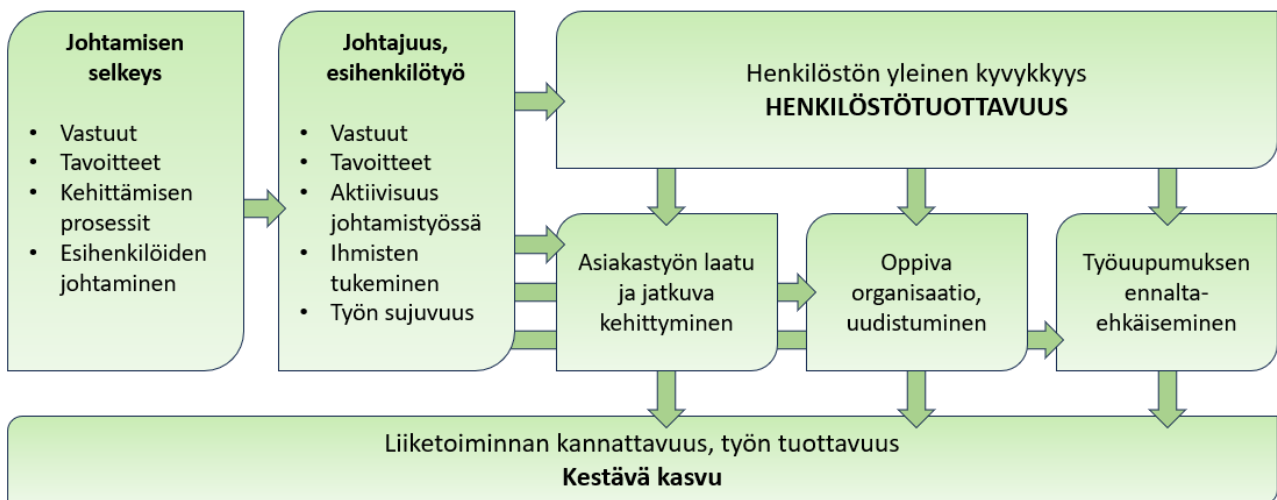 Johtamisen
selkeys
• Vastuut
• Tavoitteet
• Kehittämisen
prosessit
• Esihenkilöiden
johtaminen
Johtajuus,
esihenkilötyö
• Vastuut
• Tavoitteet
• Aktiivisuus
johtamistyössä
• Ihmisten
tukeminen
• Työn sujuvuus
Henkilöstön yleinen kyvykkyys
HENKILÖSTÖTUOTTAVUUS
Asiakastyön laatu
ja jatkuva
kehittyminen
Oppiva
organisaatio,
uudistuminen
Työuupumuksen
ennalta-
ehkäiseminen
Liiketoiminnan kannattavuus, työn tuottavuus
Kestävä kasvu